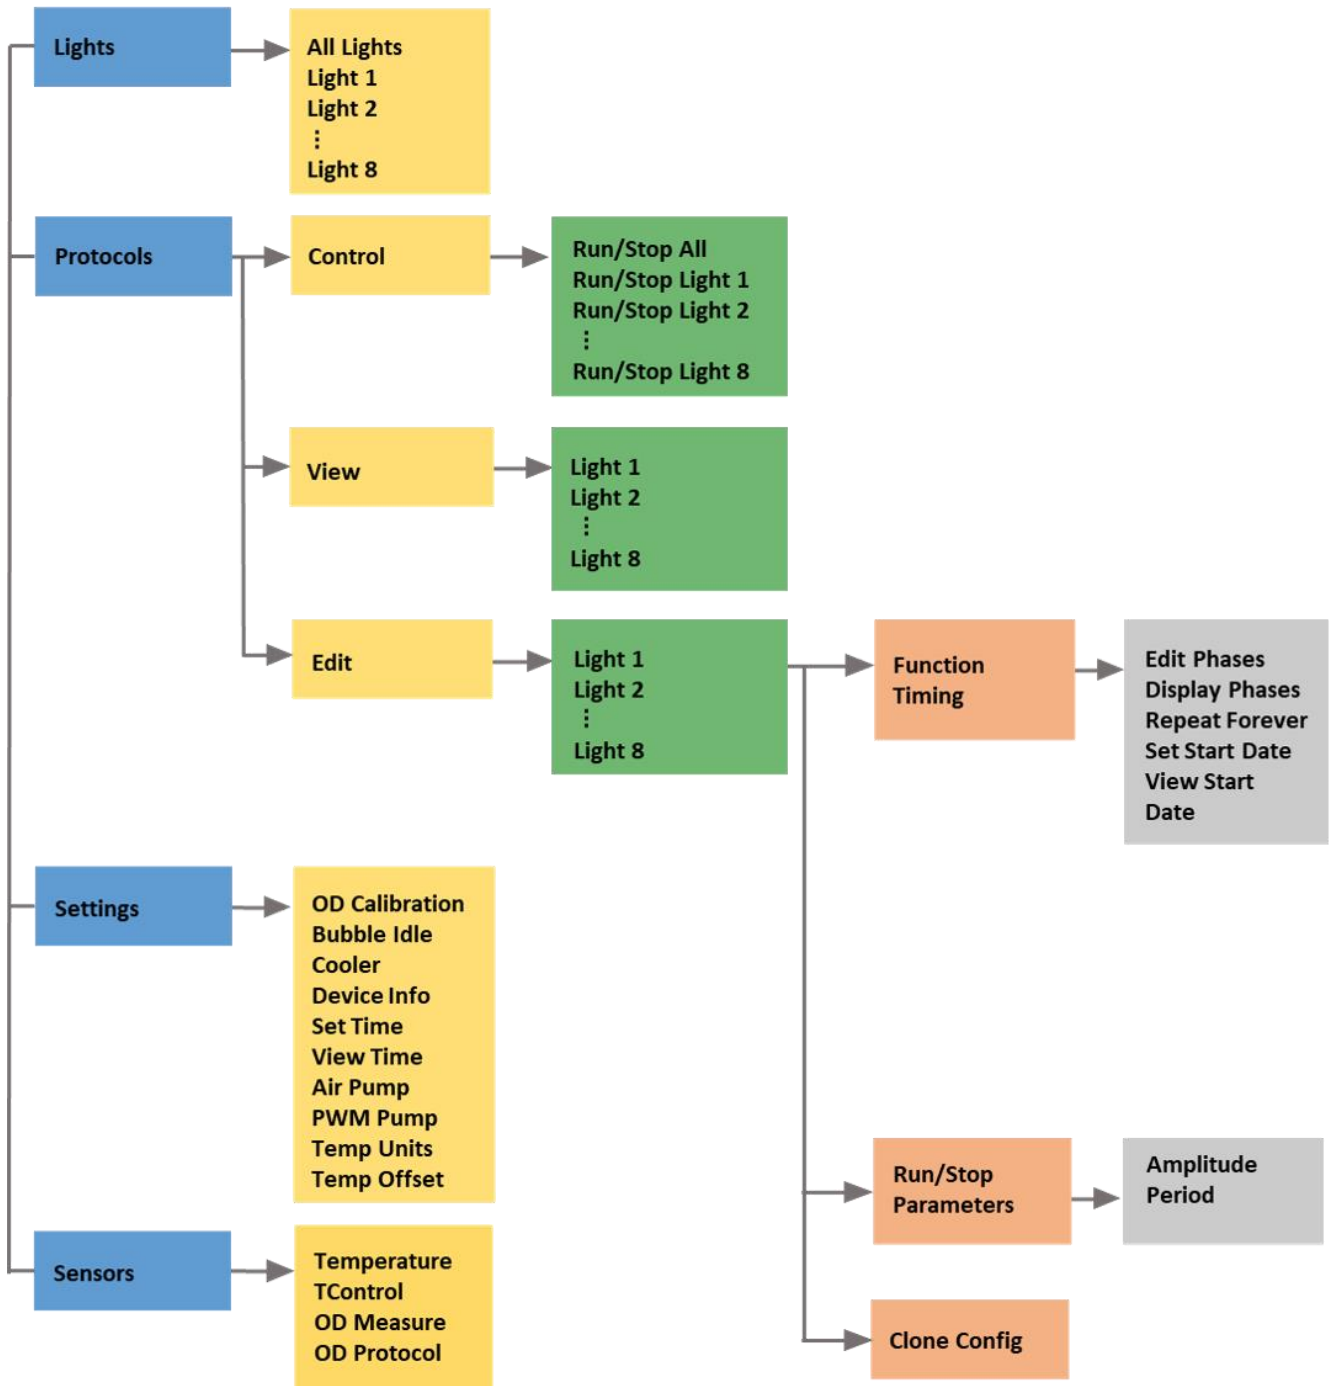 Lights
All Lights
Light 1
Light 2
⋮
Light 8
Protocols
Control
Run/Stop All
Run/Stop Light 1
Run/Stop Light 2
⋮
Run/Stop Light 8
View
Light 1
Light 2
⋮
Light 8
Edit
Light 1
Light 2
⋮
Light 8
Function
Timing
Edit Phases
Display Phases
Repeat Forever
Set Start Date
View Start
Date
Settings
OD Calibration
Bubble Idle
Cooler
Device Info
Set Time
View Time
Air Pump
PWM Pump
Temp Units
Temp Offset
Run/Stop
Parameters
Amplitude
Period
Sensors
Temperature
TControl
OD Measure
OD Protocol
Clone Config